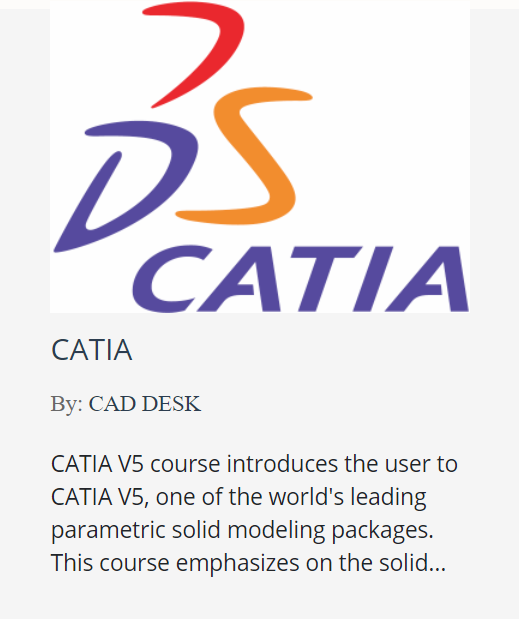 CATIA
CATIA
By: CAD DESK
CATIA V5 course introduces the user to
CATIA V5, one of the world's leading
parametric solid modeling packages.
This course emphasizes on the solid...